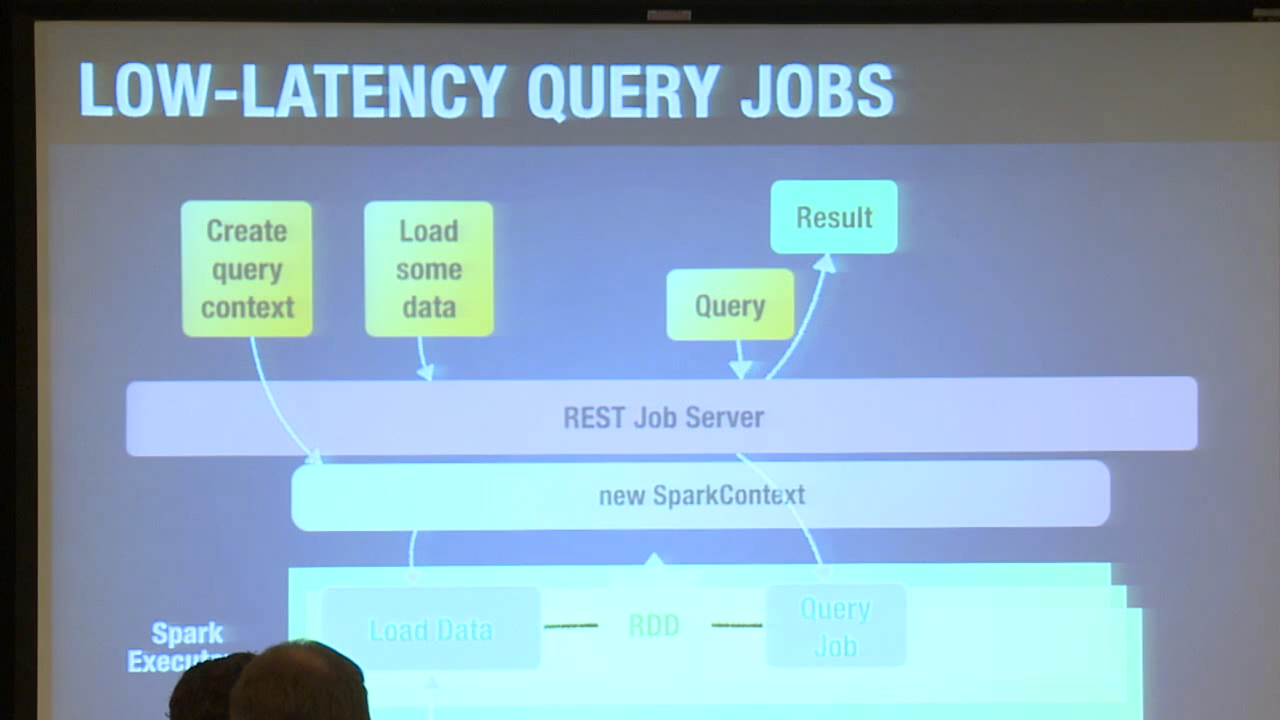 LOW-LATENCY QUERY JOBS
Create
query
context
Load
some
data
Query
Result
REST Job Server
new SparkContext
Load Data
RDD
Query
Job
Spark